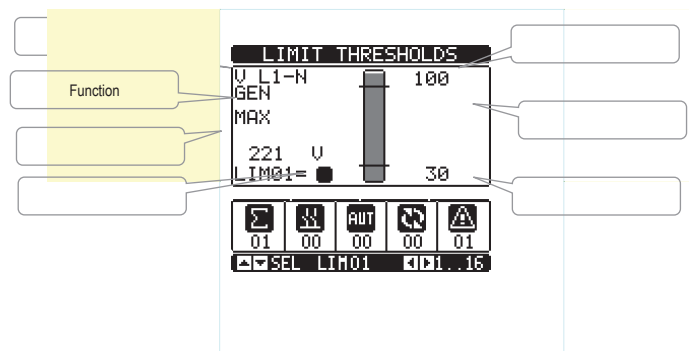 LIMIT THRESHOLDS
V L1-N
100
Function
GEN
MAX
221 V
LIM01=
30
Σ
AUT
01
00
00
00
01
SEL LIM01
1..16